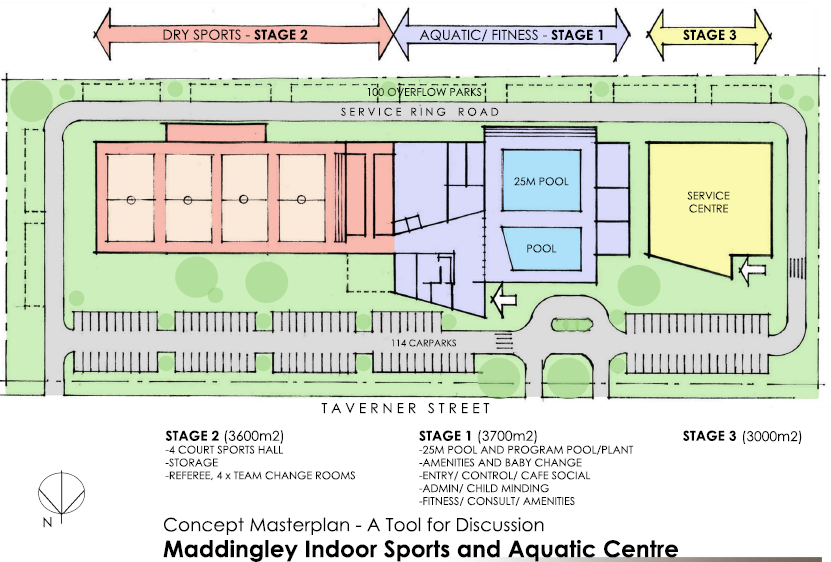 DRY SPORTS - STAGE 2
AQUATIC/ FITNESS - STAGE 1
STAGE 3
100 OVERFLOW PARKS
SERVICE RING ROAD
25M POOL
POOL
SERVICE
CENTRE
114 CARPARKS
TAVERNER STREET
STAGE 2 (3600m2)
-4 COURT SPORTS HALL
-STORAGE
-REFEREE, 4 x TEAM CHANGE ROOMS
STAGE 1 (3700m2)
-25M POOL AND PROGRAM POOL/PLANT
-AMENITIES AND BABY CHANGE
-ENTRY/ CONTROL/ CAFE SOCIAL
-ADMIN/ CHILD MINDING
-FITNESS/ CONSULT/ AMENITIES
STAGE 3 (3000m2)
N
Concept Masterplan - A Tool for Discussion
Maddingley Indoor Sports and Aquatic Centre